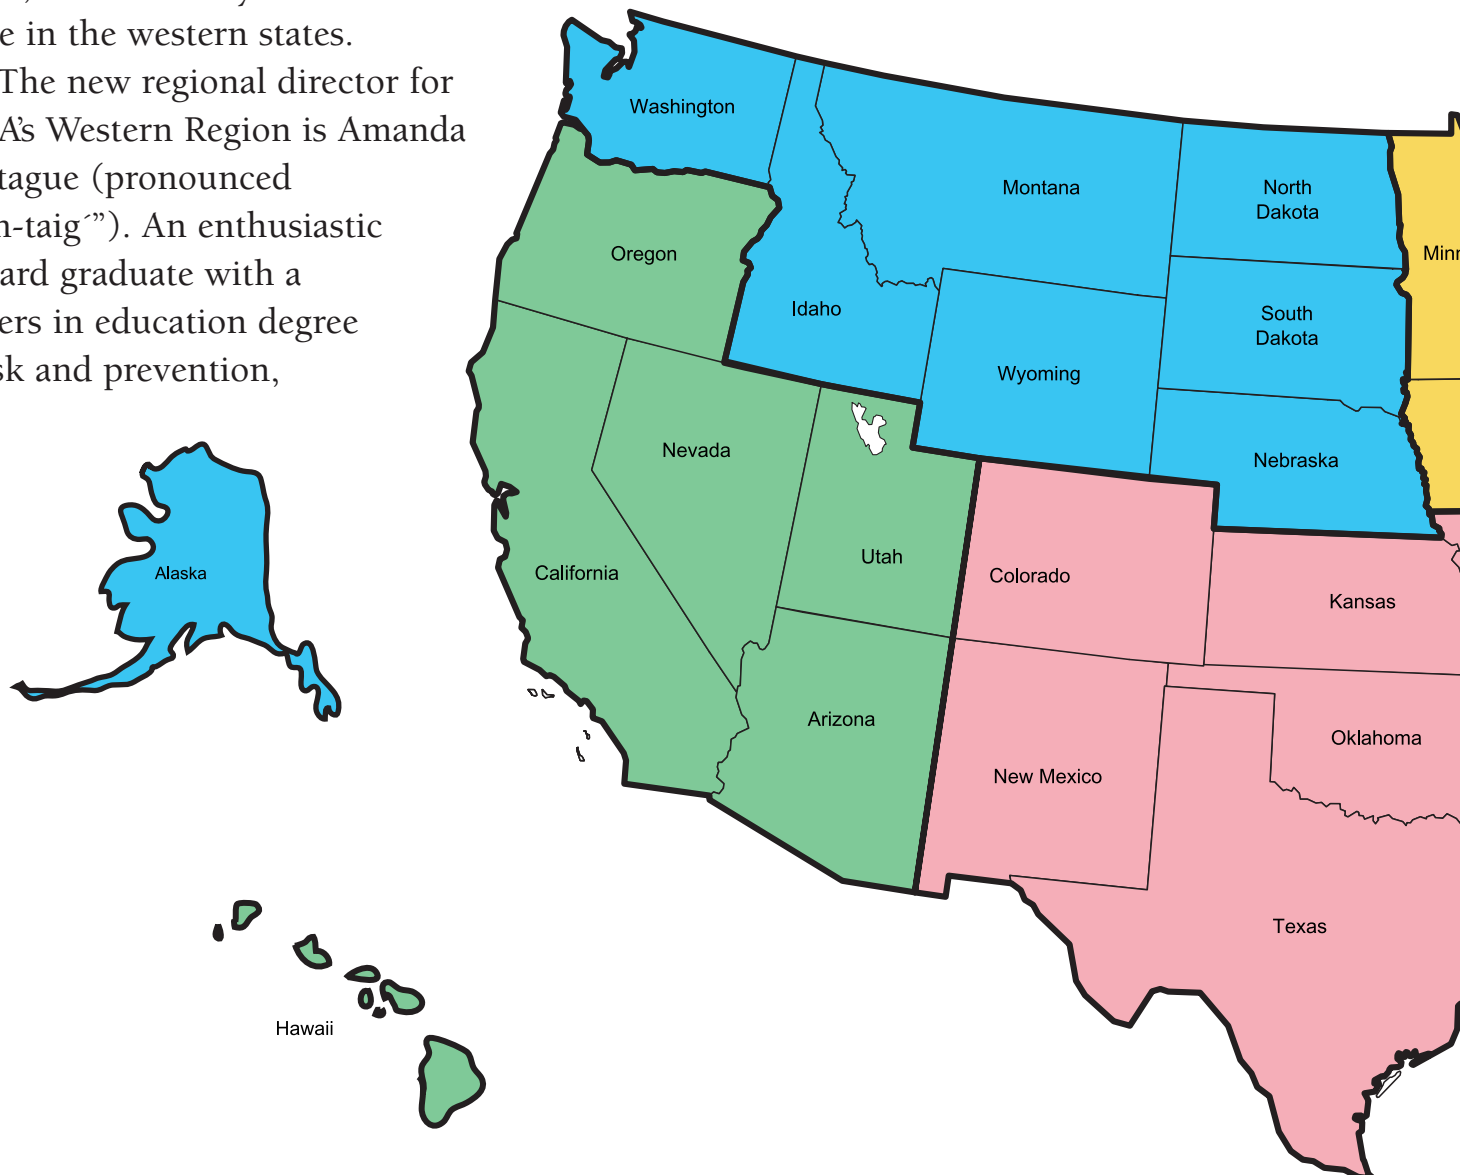 e in the western states.
The new regional director for
A’s Western Region is Amanda
tague (pronounced
n-taig´”). An enthusiastic
ard graduate with a
ers in education degree
sk and prevention,
Washington
Montana
North
Dakota
Minn
Oregon
Idaho
South
Dakota
Wyoming
Nevada
Nebraska
Utah
Colorado
California
Alaska
Kansas
Arizona
Oklahoma
New Mexico
Texas
Hawaii